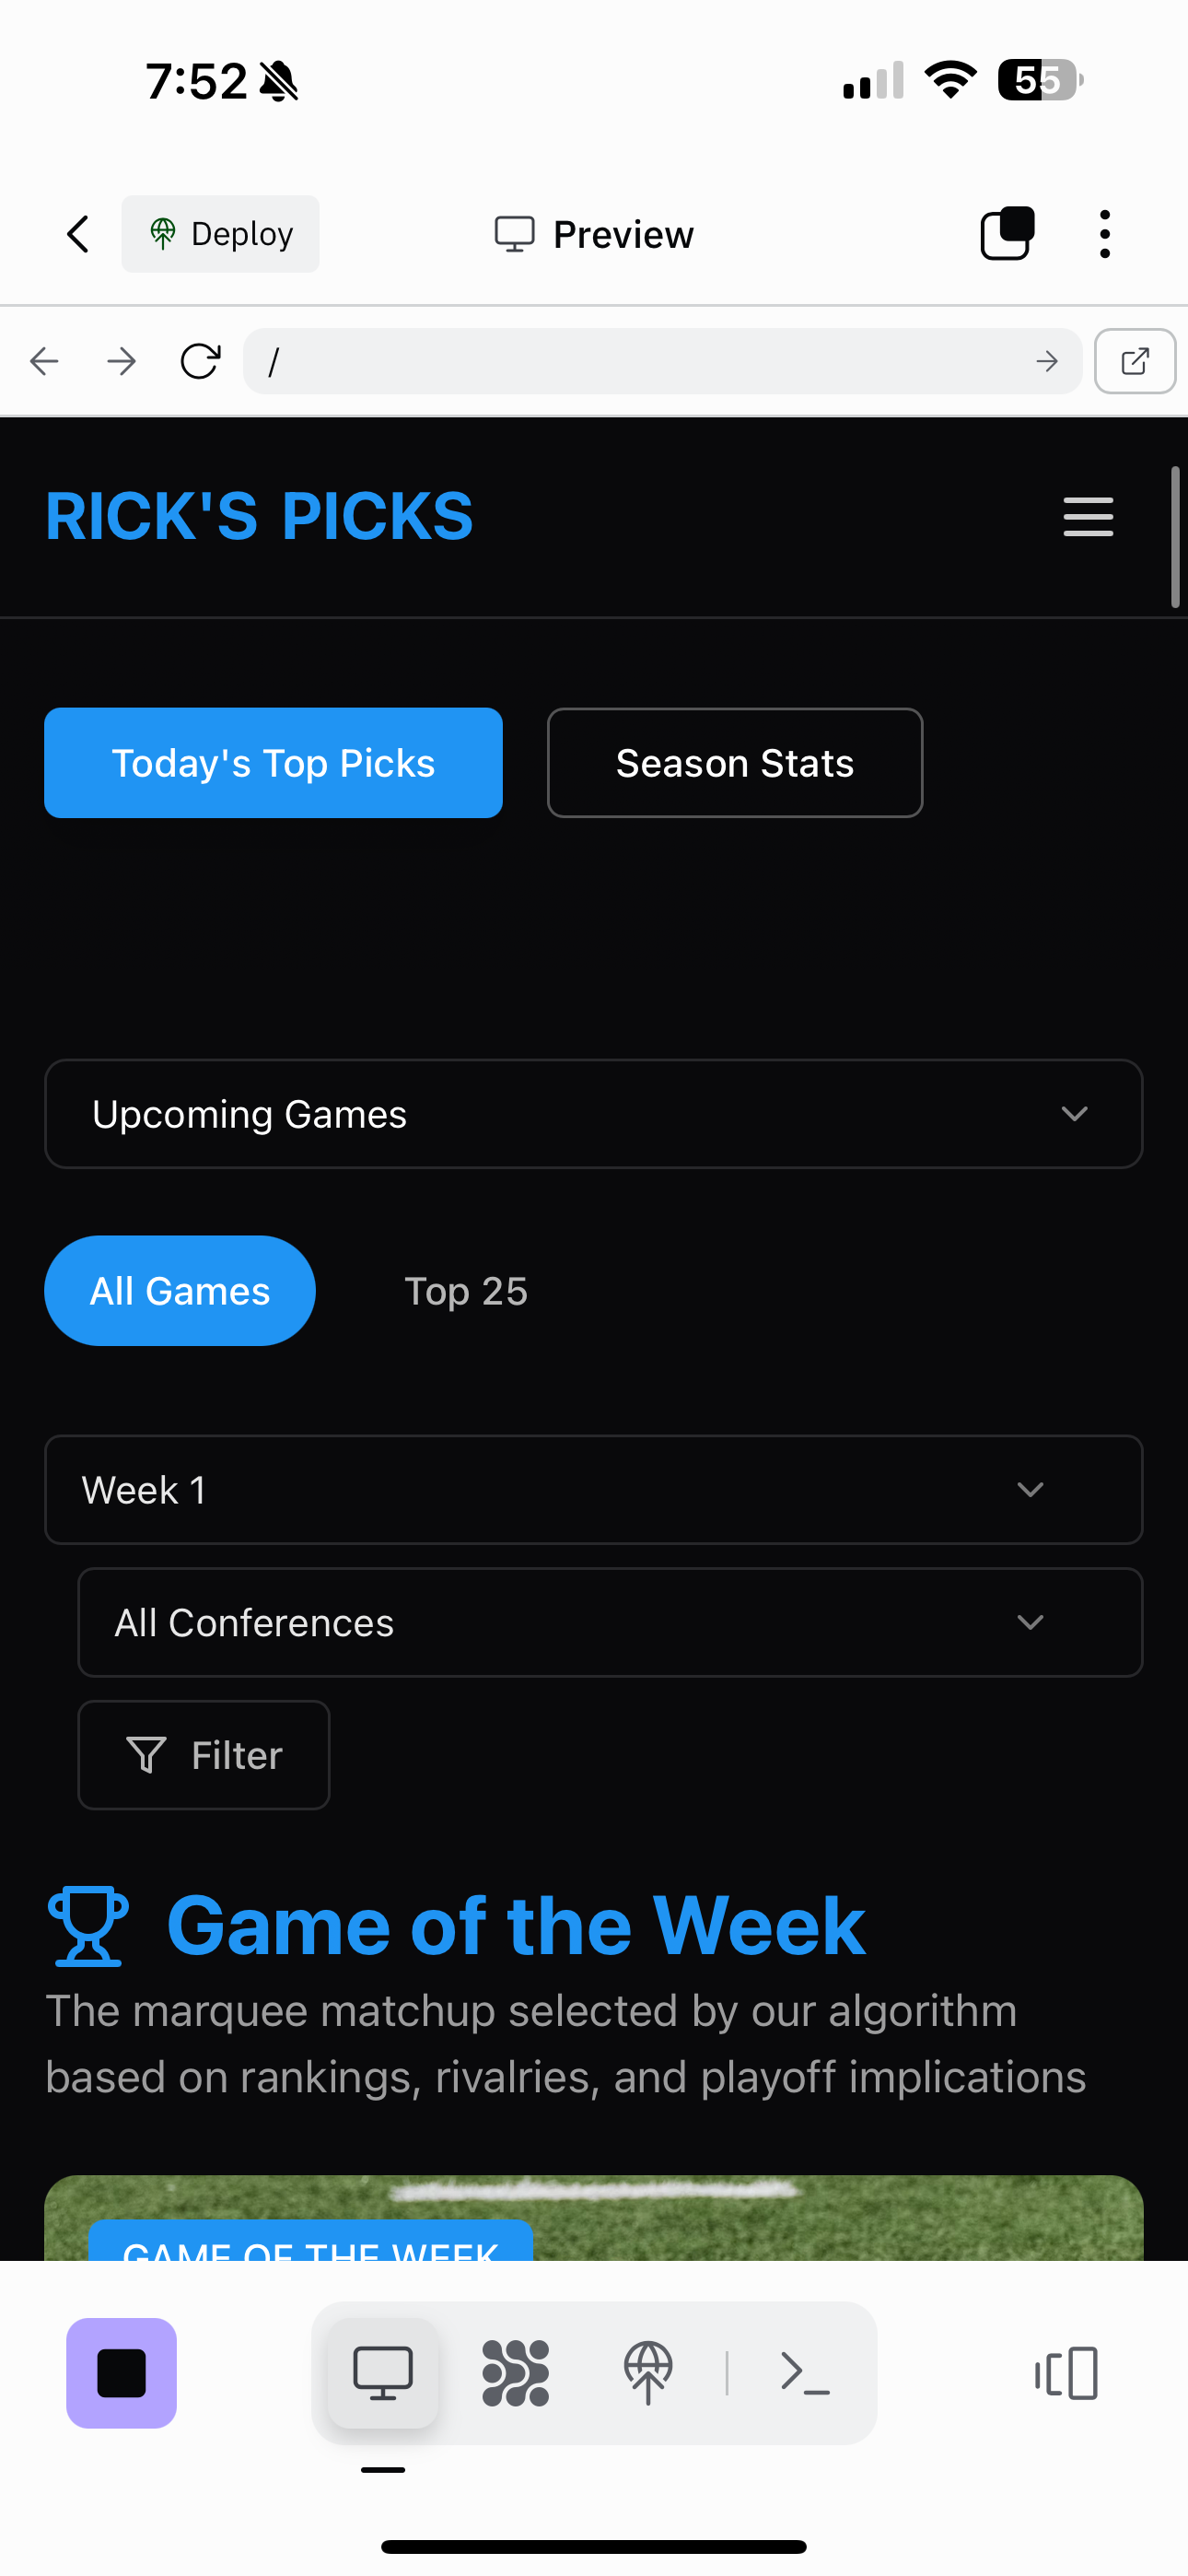 7:52
55
Deploy
Preview
/
RICK'S PICKS
Today's Top Picks
Season Stats
Upcoming Games
All Games
Top 25
Week 1
All Conferences
Filter
Game of the Week
The marquee matchup selected by our algorithm
based on rankings, rivalries, and playoff implications
GAME OF THE WEEK